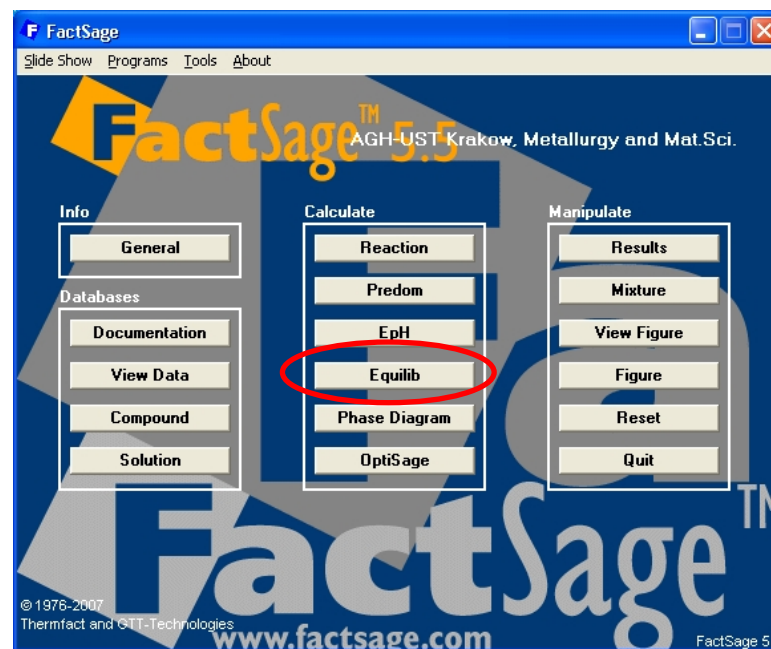 FactSage
Slide Show Programs Tools About
FactSage™ 5.5
AGH-UST Krakow, Metallurgy and Mat.Sci.
Info
General
Databases
Documentation
View Data
Compound
Solution
Calculate
Reaction
Predom
EpH
Equilib
Phase Diagram
OptiSage
Manipulate
Results
Mixture
View Figure
Figure
Reset
Quit
Fa
FactSage™
©1976-2007
Thermfact and GTT-Technologies
www.factsage.com
FactSage 5